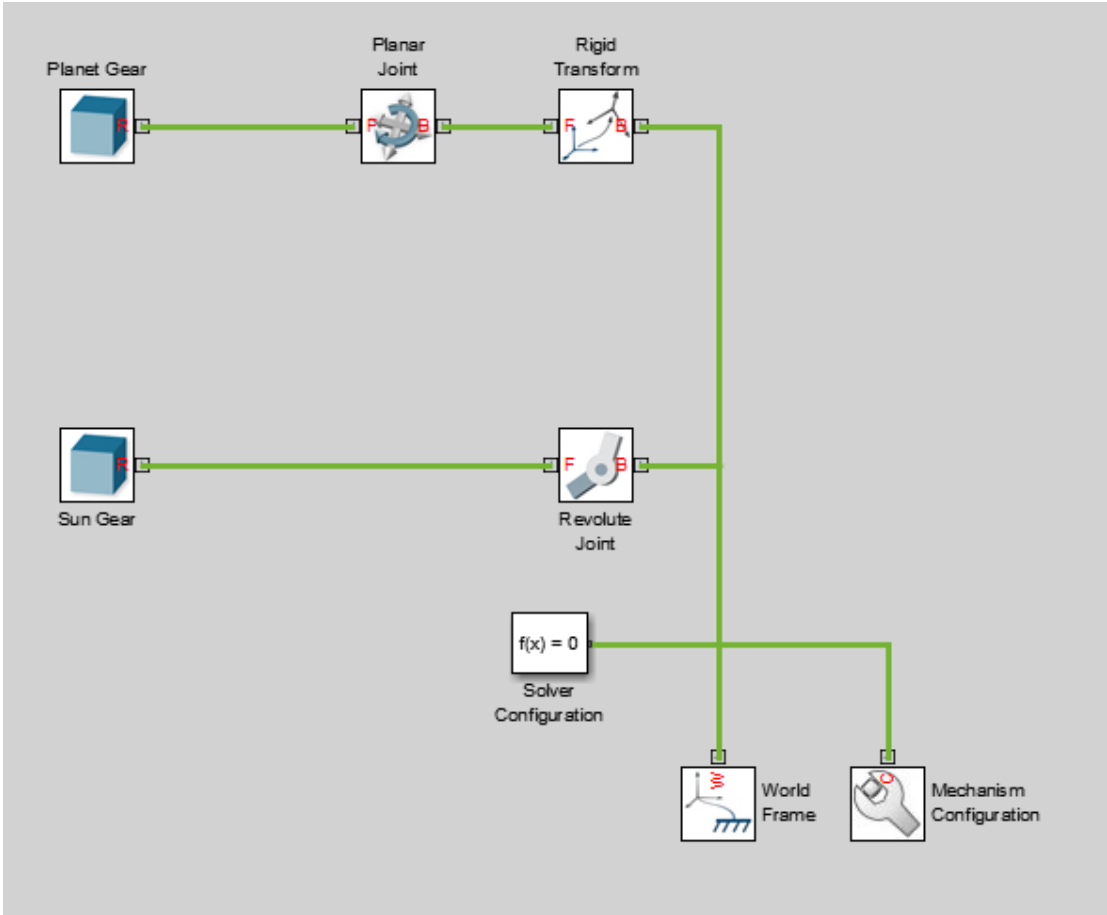 Planar
Joint
Rigid
Transform
Planet Gear
R
F
B
F
B
R
F
B
Sun Gear
Revolute
Joint
f(x) = 0
Solver
Configuration
W
C
World
Frame
Mechanism
Configuration